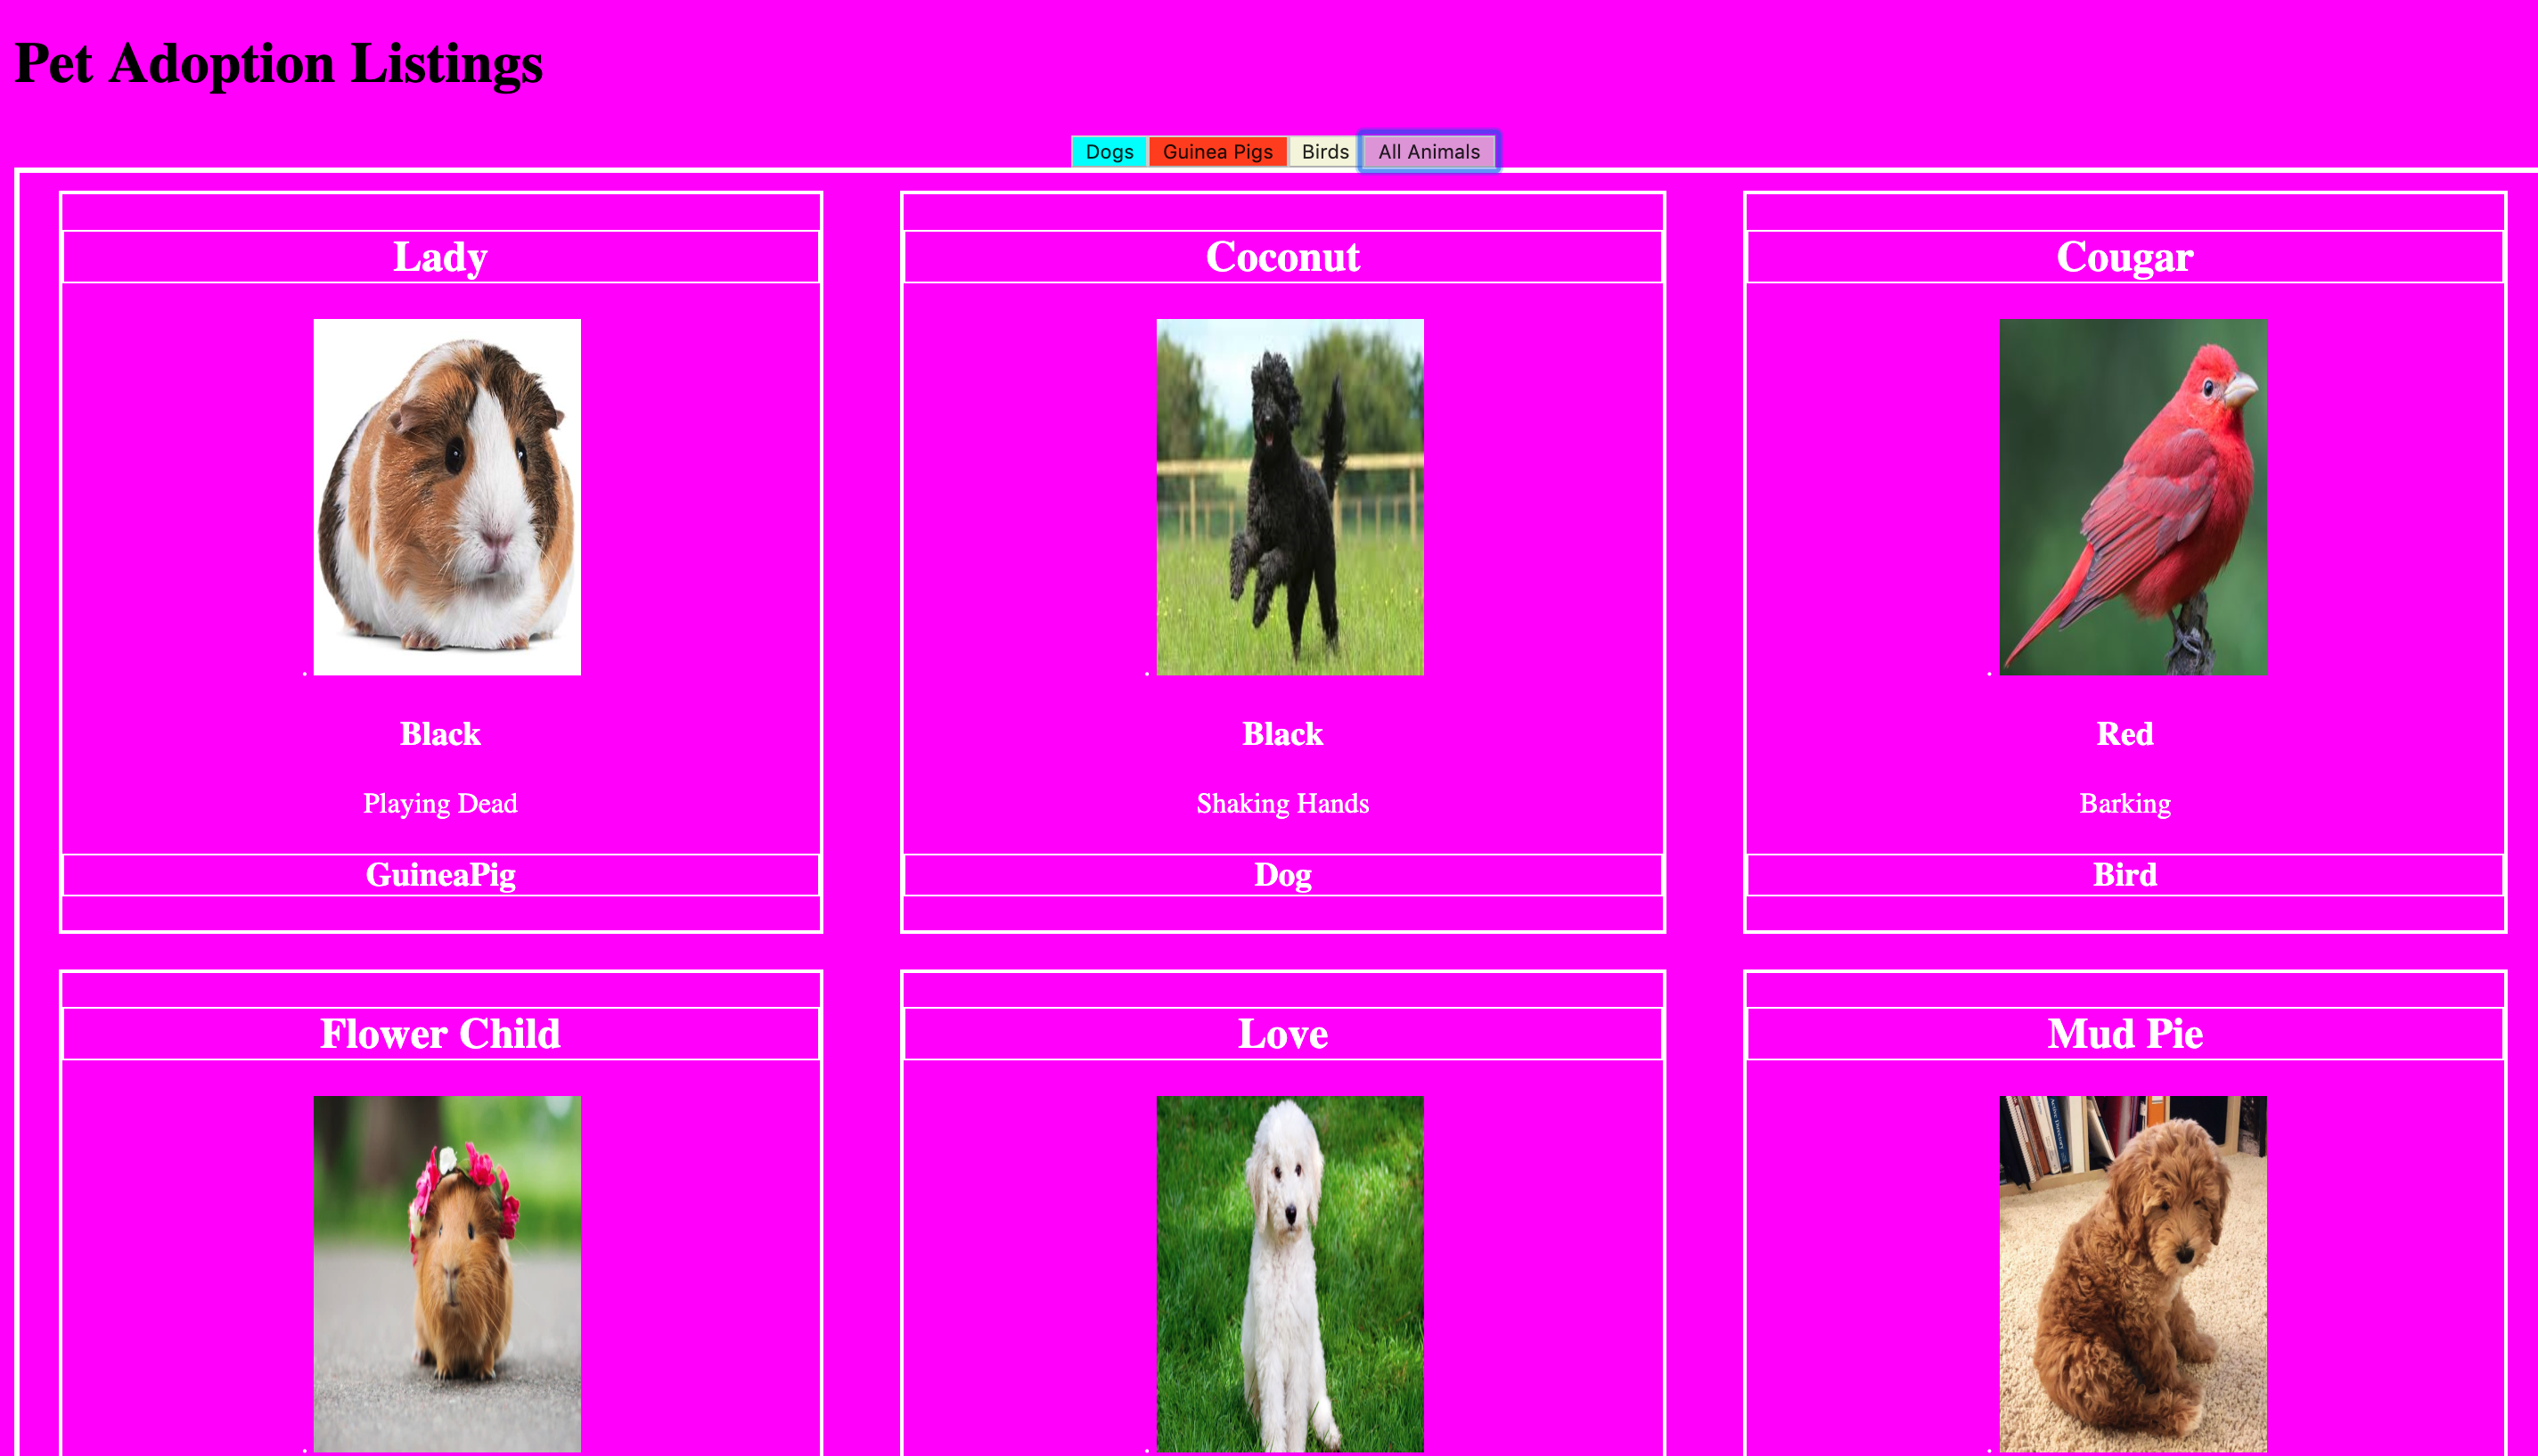 Pet Adoption Listings
Dogs Guinea Pigs Birds All Animals
Lady
Coconut
Cougar
Black
Black
Red
Playing Dead
Shaking Hands
Barking
GuineaPig
Dog
Bird
Flower Child
Love
Mud Pie